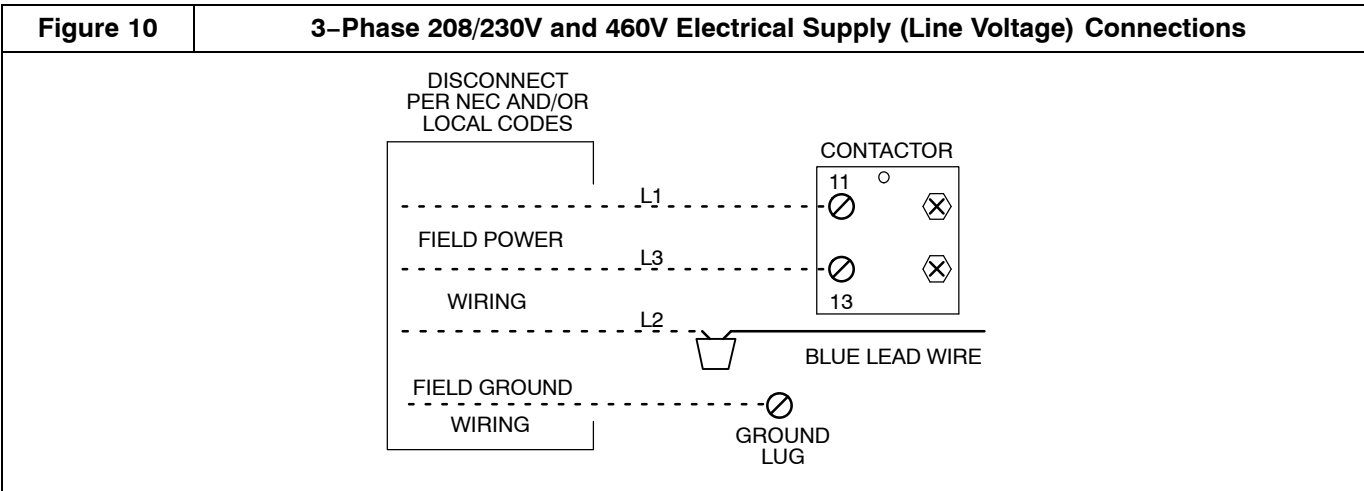 Figure 10
3–Phase 208/230V and 460V Electrical Supply (Line Voltage) Connections
DISCONNECT
PER NEC AND/OR
LOCAL CODES
CONTACTOR
11
L1
FIELD POWER
L3
WIRING
13
L2
BLUE LEAD WIRE
FIELD GROUND
WIRING
GROUND
LUG